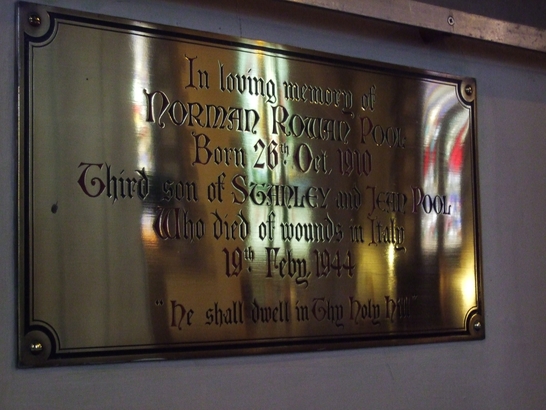 In loving memory of
NORMAN ROWAN POOL
Born 26th Oct, 1910
Third son of STANLEY and JEAN POOL
Who died of wounds in Italy
19th Feby, 1944
"He shall dwell in Thy Holy Hill"